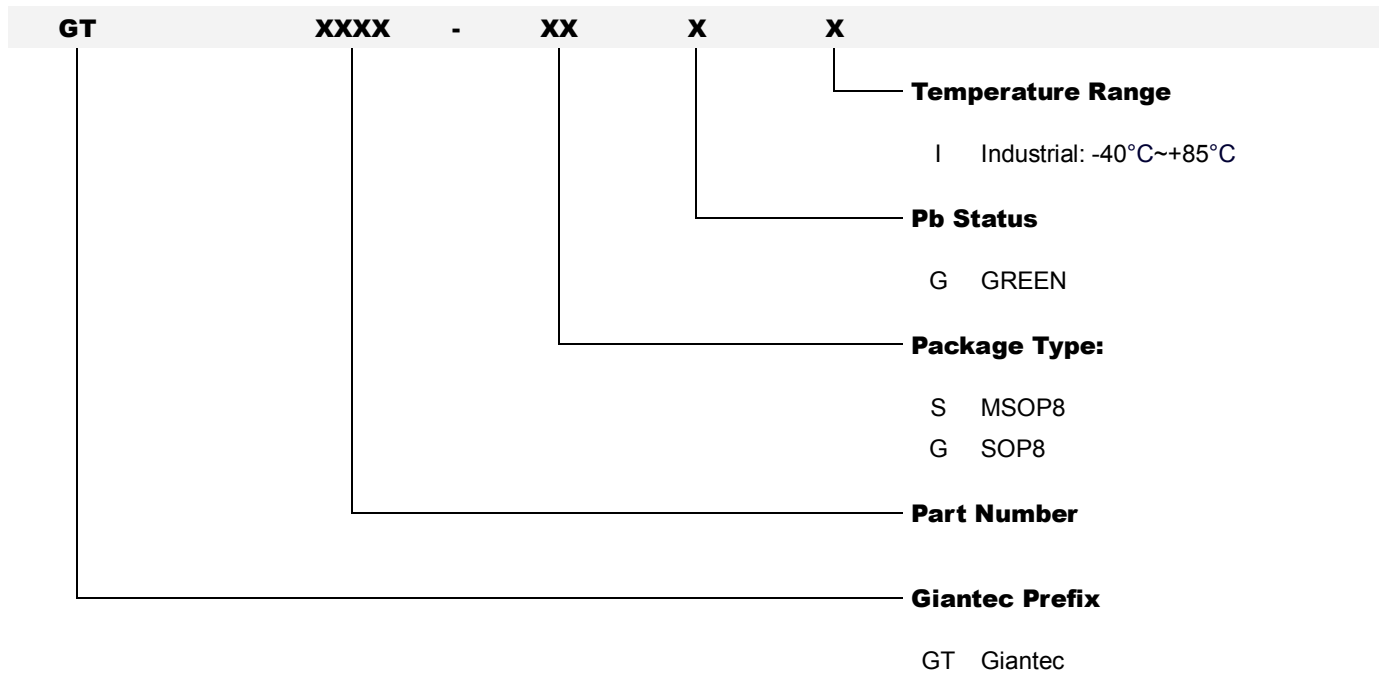 GT XXXX - XX X X
Temperature Range
I Industrial: -40°C~+85°C
Pb Status
G GREEN
Package Type:
S MSOP8
G SOP8
Part Number
Giantec Prefix
GT Giantec